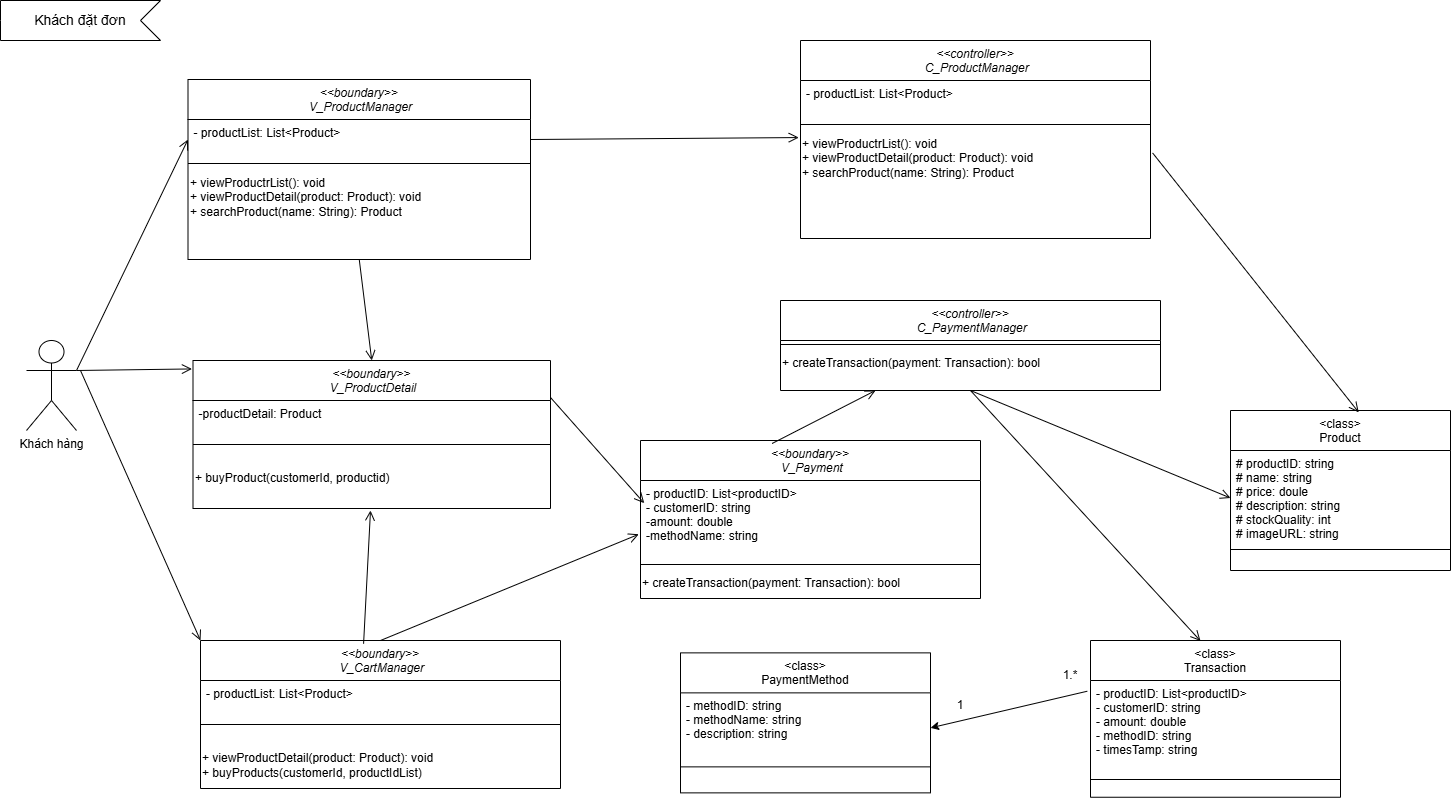 Khách đặt đơn
<<boundary>>
V_ProductManager
- productList: List<Product>
+ viewProductrList(): void
+ viewProductDetail(product: Product): void
+ searchProduct(name: String): Product
<<controller>>
C_ProductManager
- productList: List<Product>
+ viewProductrList(): void
+ viewProductDetail(product: Product): void
+ searchProduct(name: String): Product
<<controller>>
C_PaymentManager
+ createTransaction(payment: Transaction): bool
Khách hàng
<<boundary>>
V_ProductDetail
-productDetail: Product
+ buyProduct(customerId, productid)
<<boundary>>
V_Payment
- productID: List<productID>
- customerID: string
-amount: double
-methodName: string
+ createTransaction(payment: Transaction): bool
<class>
Product
# productID: string
# name: string
# price: doule
# description: string
# stockQuality: int
# imageURL: string
<<boundary>>
V_CartManager
- productList: List<Product>
+ viewProductDetail(product: Product): void
+ buyProducts(customerId, productIdList)
<class>
PaymentMethod
- methodID: string
- methodName: string
- description: string
1
1.*
<class>
Transaction
- productID: List<productID>
- customerID: string
- amount: double
- methodID: string
- timesTamp: string